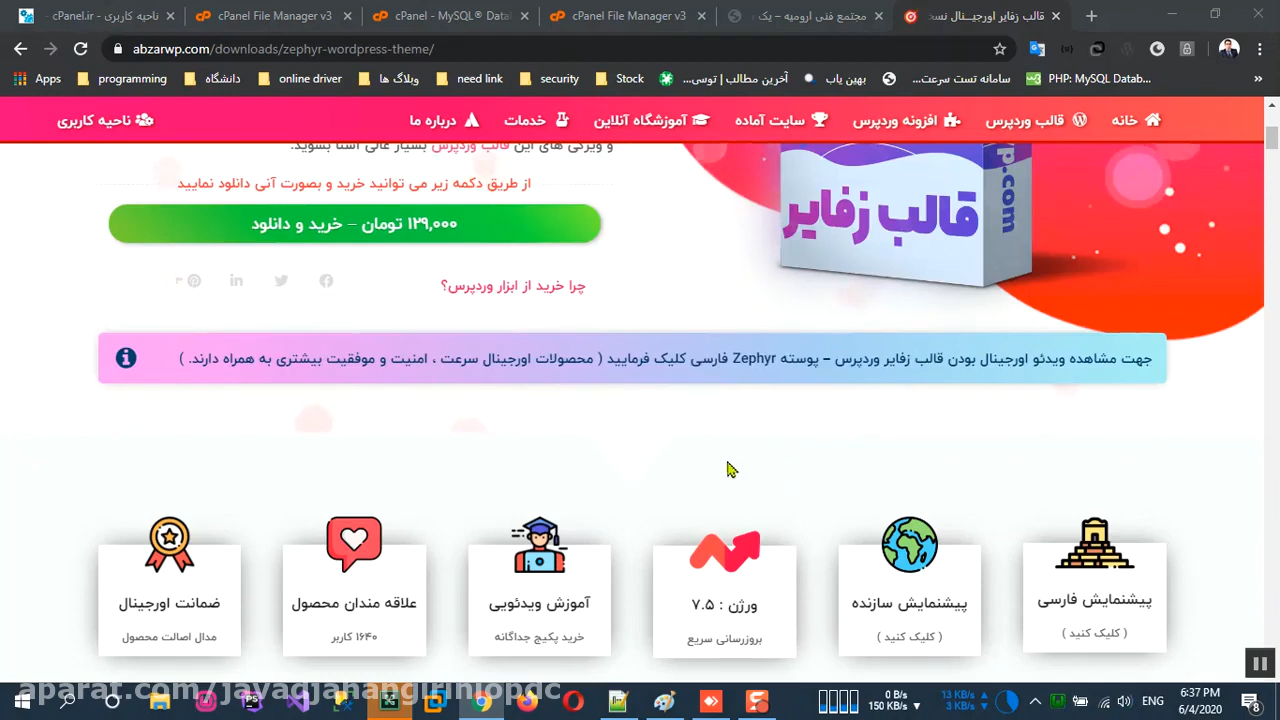 ناحیه کاربری - cPanel.ir
cPanel File Manager v3
cPanel - MySQL® Data
cPanel File Manager v3
مجتمع فنی ارومیه – یک
قالب زفایر اورجیـــنال نسخ
abzarwp.com/downloads/zephyr-wordpress-theme/
Apps
programming
دانشگاه
online driver
وبلاگ ها
need link
security
Stock
آخرین مطالب | توسی...
بهین یاب
سامانه تست سرعت...
PHP: MySQL Datab...
خانه
قالب وردپرس
افزونه وردپرس
سایت آماده
آموزشگاه آنلاین
خدمات
درباره ما
ناحیه کاربری
و ویژگی های این قالب وردپرس بسیار عالی آشنا بشوید.
از طریق دکمه زیر می توانید خرید و بصورت آنی دانلود نمایید
۱۲۹,۰۰۰ تومان – خرید و دانلود
چرا خرید از ابزار وردپرس؟
۳
قالب زفایر
p.com
جهت مشاهده ویدئو اورجینال بودن قالب زفایر وردپرس – پوسته Zephyr فارسی کلیک فرمایید ( محصولات اورجینال سرعت ، امنیت و موفقیت بیشتری به همراه دارند. )
پیشنمایش فارسی
( کلیک کنید )
پیشنمایش سازنده
( کلیک کنید )
ورژن : ۷.۵
بروزرسانی سریع
آموزش ویدئویی
خرید پکیج جداگانه
علاقه مندان محصول
۱۶۴۰ کاربر
ضمانت اورجینال
مدال اصالت محصول
aparat.com/javadjahangiriniopdc
0 B/s
150 KB/s
13 KB/s
3 KB/s
ENG
6:37 PM
6/4/2020
8